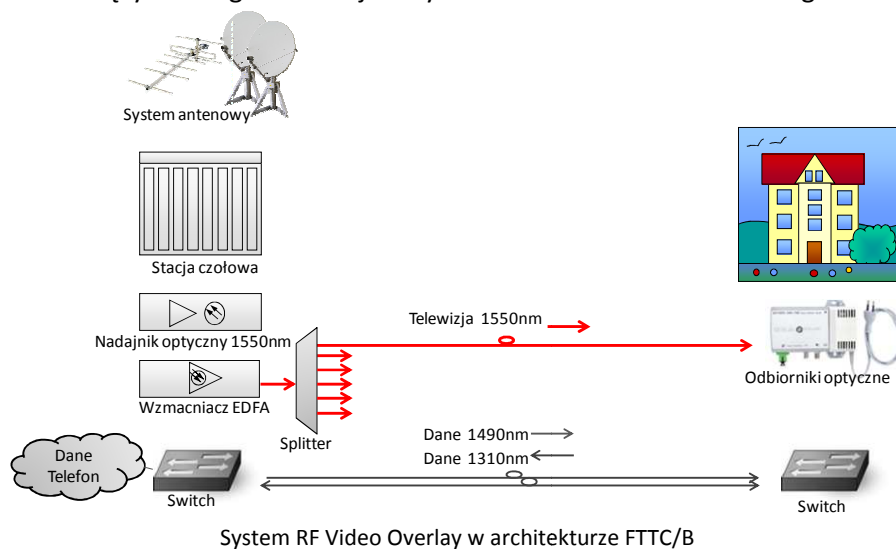 System antenowy
Stacja czołowa
Nadajnik optyczny 1550nm
Telewizja 1550nm
Wzmacniacz EDFA
Odbiorniki optyczne
Splitter
Dane 1490nm
Dane 1310nm
Dane
Telefon
Switch
Switch
System RF Video Overlay w architekturze FTTC/B